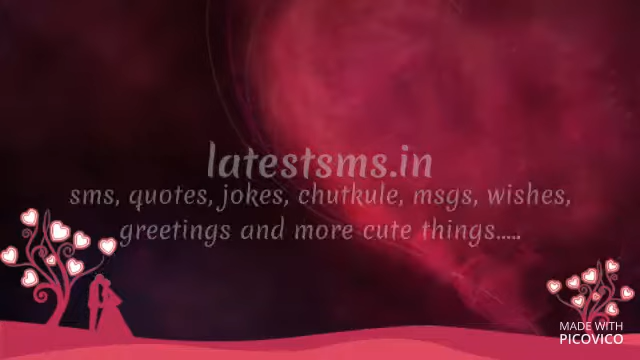 latestsms.in
sms, quotes, jokes, chutkule, msgs, wishes,
greetings and more cute things.....
MADE WITH
PICOVICO